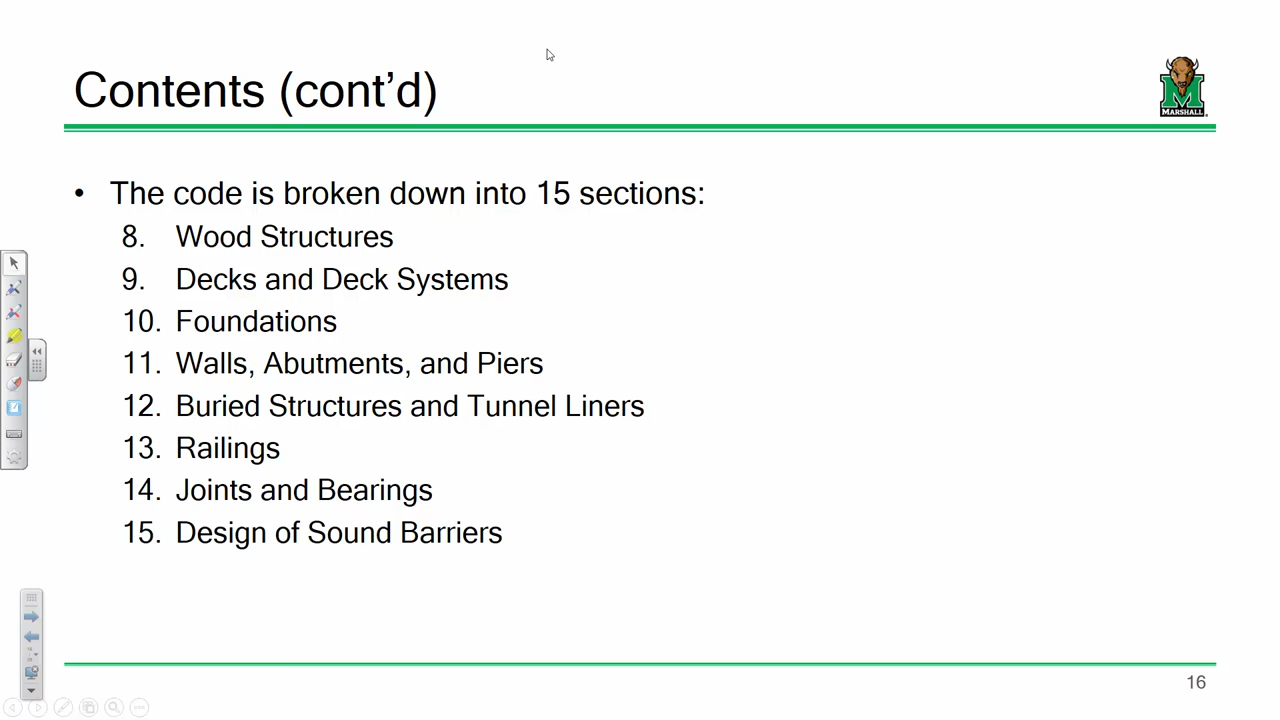 Contents (cont’d)
MARSHALL
• The code is broken down into 15 sections:
8. Wood Structures
9. Decks and Deck Systems
10. Foundations
11. Walls, Abutments, and Piers
12. Buried Structures and Tunnel Liners
13. Railings
14. Joints and Bearings
15. Design of Sound Barriers
16